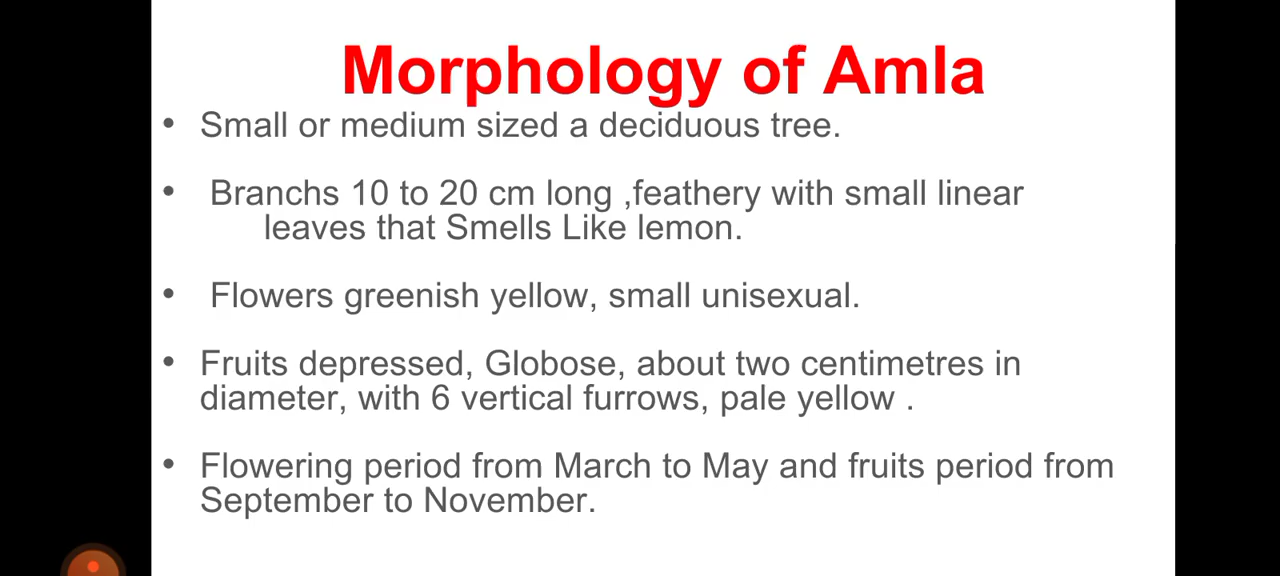 Morphology of Amla
• Small or medium sized a deciduous tree.
• Branchs 10 to 20 cm long ,feathery with small linear
leaves that Smells Like lemon.
• Flowers greenish yellow, small unisexual.
• Fruits depressed, Globose, about two centimetres in
diameter, with 6 vertical furrows, pale yellow .
• Flowering period from March to May and fruits period from
September to November.